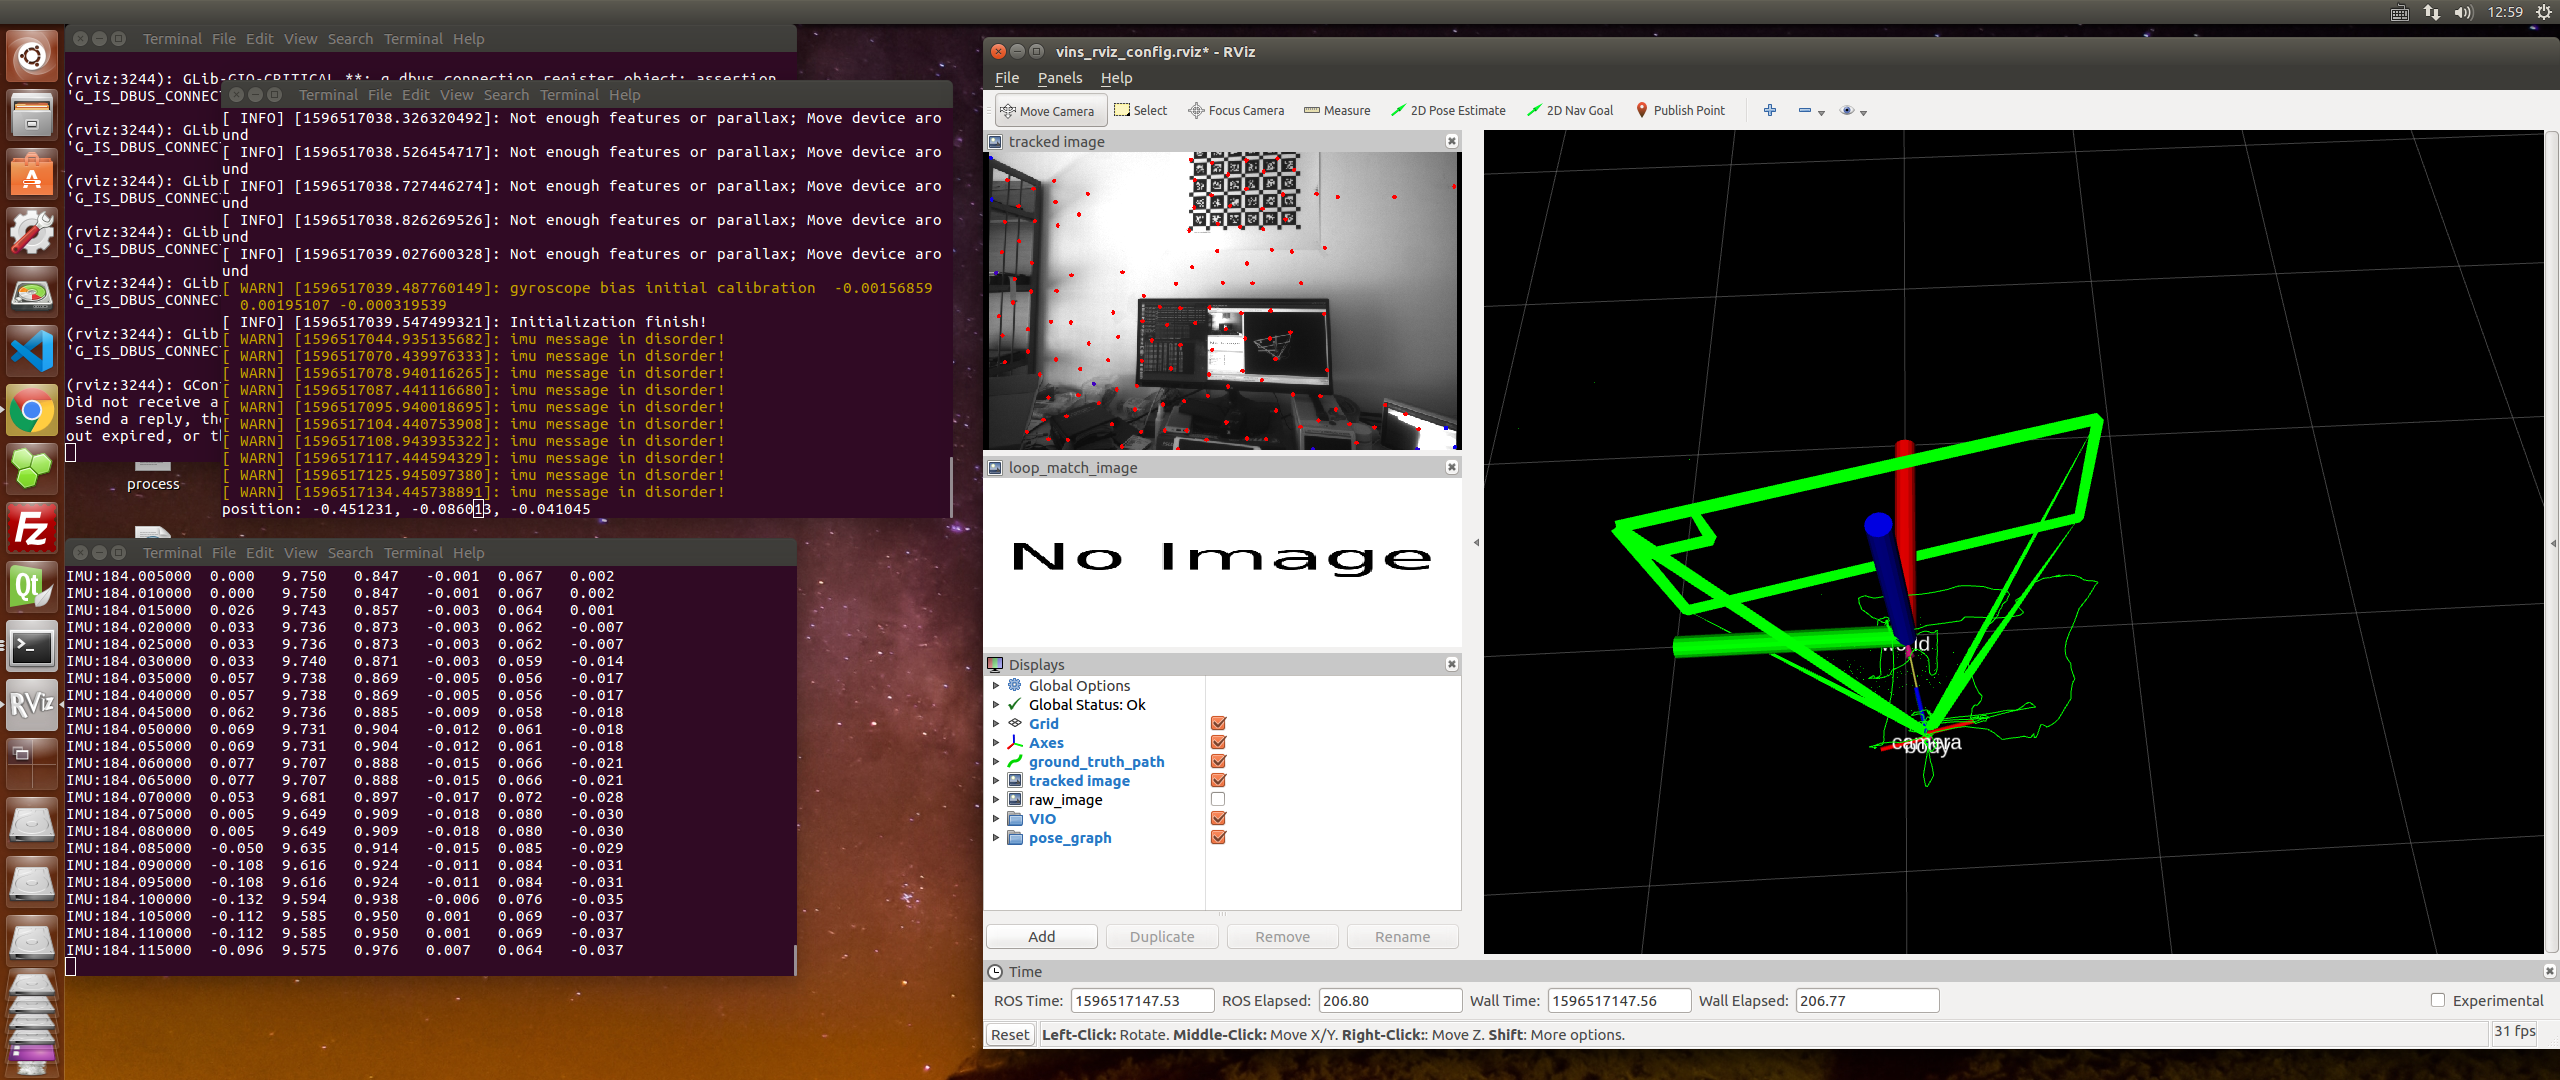 12:59
Terminal File Edit View Search Terminal Help
(rviz:3244): GLib-GIO-CRITICAL **: g_dbus_connection_register_object: assertion
'G_IS_DBUS_CONNECT
(rviz:3244): GLib
'G_IS_DBUS_CONNECT
(rviz:3244): GLib
'G_IS_DBUS_CONNECT
(rviz:3244): GLib
'G_IS_DBUS_CONNECT
(rviz:3244): GLib
'G_IS_DBUS_CONNECT
(rviz:3244): GLib
'G_IS_DBUS_CONNECT
(rviz:3244): GCon
Did not receive a
send a reply, the
out expired, or th
Terminal File Edit View Search Terminal Help
[ INFO] [1596517038.326320492]: Not enough features or parallax; Move device aro
und
[ INFO] [1596517038.526454717]: Not enough features or parallax; Move device aro
und
[ INFO] [1596517038.727446274]: Not enough features or parallax; Move device aro
und
[ INFO] [1596517038.826269526]: Not enough features or parallax; Move device aro
und
[ INFO] [1596517039.027600328]: Not enough features or parallax; Move device aro
und
[ WARN] [1596517039.487760149]: gyroscope bias initial calibration  -0.00156859
0.00195107 -0.000319539
[ INFO] [1596517039.547499321]: Initialization finish!
[ WARN] [1596517044.935135682]: imu message in disorder!
[ WARN] [1596517070.439976333]: imu message in disorder!
[ WARN] [1596517078.940116265]: imu message in disorder!
[ WARN] [1596517087.441116680]: imu message in disorder!
[ WARN] [1596517095.940018695]: imu message in disorder!
[ WARN] [1596517104.440753908]: imu message in disorder!
[ WARN] [1596517108.943935322]: imu message in disorder!
[ WARN] [1596517117.444594329]: imu message in disorder!
[ WARN] [1596517125.945097380]: imu message in disorder!
[ WARN] [1596517134.445738891]: imu message in disorder!
position: -0.451231, -0.086013, -0.041045
process
Terminal File Edit View Search Terminal Help
IMU:184.005000 0.000 9.750 0.847 -0.001 0.067 0.002
IMU:184.010000 0.000 9.750 0.847 -0.001 0.067 0.002
IMU:184.015000 0.026 9.743 0.857 -0.003 0.064 0.001
IMU:184.020000 0.033 9.736 0.873 -0.003 0.062 -0.007
IMU:184.025000 0.033 9.736 0.873 -0.003 0.062 -0.007
IMU:184.030000 0.033 9.740 0.871 -0.003 0.059 -0.014
IMU:184.035000 0.057 9.738 0.869 -0.005 0.056 -0.017
IMU:184.040000 0.057 9.738 0.869 -0.005 0.056 -0.017
IMU:184.045000 0.062 9.736 0.885 -0.009 0.058 -0.018
IMU:184.050000 0.069 9.731 0.904 -0.012 0.061 -0.018
IMU:184.055000 0.069 9.731 0.904 -0.012 0.061 -0.018
IMU:184.060000 0.077 9.707 0.888 -0.015 0.066 -0.021
IMU:184.065000 0.077 9.707 0.888 -0.015 0.066 -0.021
IMU:184.070000 0.053 9.681 0.897 -0.017 0.072 -0.028
IMU:184.075000 0.005 9.649 0.909 -0.018 0.080 -0.030
IMU:184.080000 0.005 9.649 0.909 -0.018 0.080 -0.030
IMU:184.085000 -0.050 9.635 0.914 -0.015 0.085 -0.029
IMU:184.090000 -0.108 9.616 0.924 -0.011 0.084 -0.031
IMU:184.095000 -0.108 9.616 0.924 -0.011 0.084 -0.031
IMU:184.100000 -0.132 9.594 0.938 -0.006 0.076 -0.035
IMU:184.105000 -0.112 9.585 0.950 0.001 0.069 -0.037
IMU:184.110000 -0.112 9.585 0.950 0.001 0.069 -0.037
IMU:184.115000 -0.096 9.575 0.976 0.007 0.064 -0.037
Fz
Qt
RViz
vins_rviz_config.rviz* - RViz
File Panels Help
Move Camera Select Focus Camera Measure 2D Pose Estimate 2D Nav Goal Publish Point
tracked image
loop_match_image
No Image
Displays
Global Options
Global Status: Ok
Grid
Axes
ground_truth_path
tracked image
raw_image
VIO
pose_graph
Add Duplicate Remove Rename
camera
body
Time
ROS Time: 1596517147.53 ROS Elapsed: 206.80 Wall Time: 1596517147.56 Wall Elapsed: 206.77 Experimental
Reset Left-Click: Rotate. Middle-Click: Move X/Y. Right-Click:: Move Z. Shift: More options. 31 fps